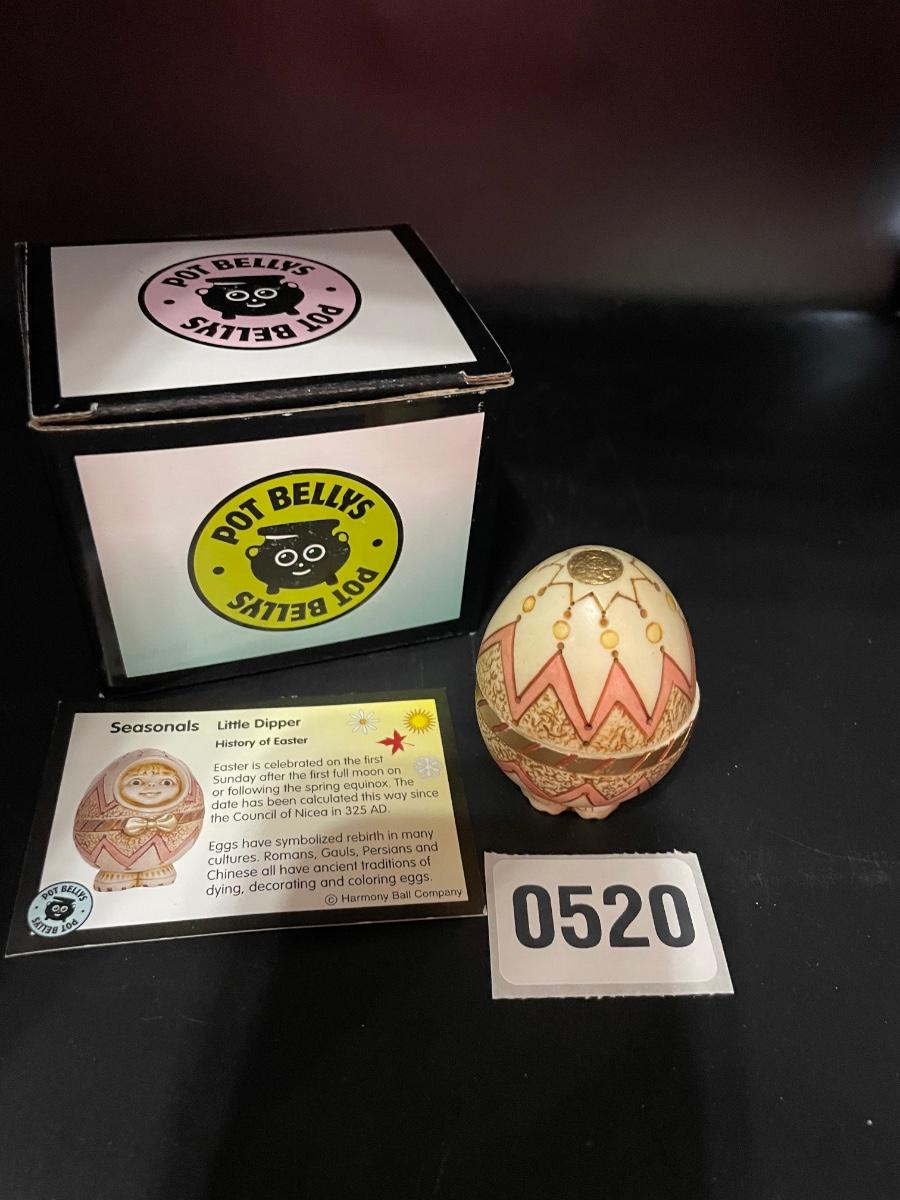 POT BELLYS
POT BELLYS
POT BELLYS
POT BELLYS
Seasonals Little Dipper
History of Easter
Easter is celebrated on the first
Sunday after the first full moon on
or following the spring equinox. The
date has been calculated this way since
the Council of Nicea in 325 AD.
Eggs have symbolized rebirth in many
cultures. Romans, Gauls, Persians and
Chinese all have ancient traditions of
dying, decorating and coloring eggs.
© Harmony Ball Company
POT BELLYS
POT BELLYS
0520